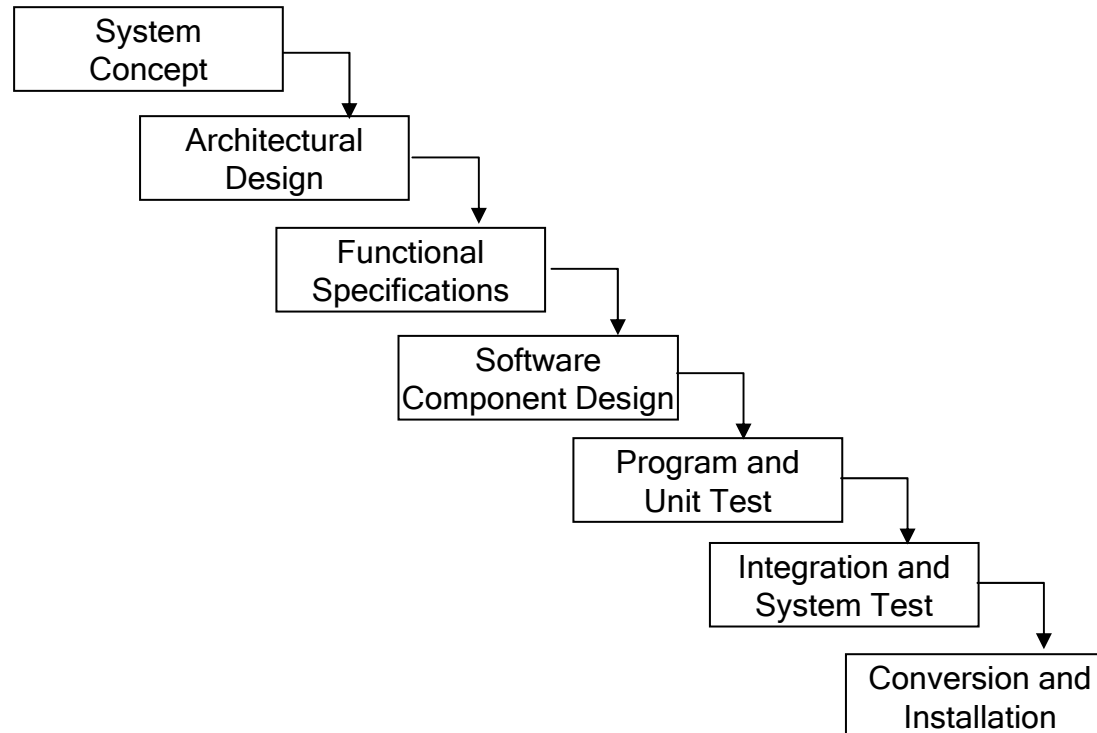 System
Concept
Architectural
Design
Functional
Specifications
Software
Component Design
Program and
Unit Test
Integration and
System Test
Conversion and
Installation